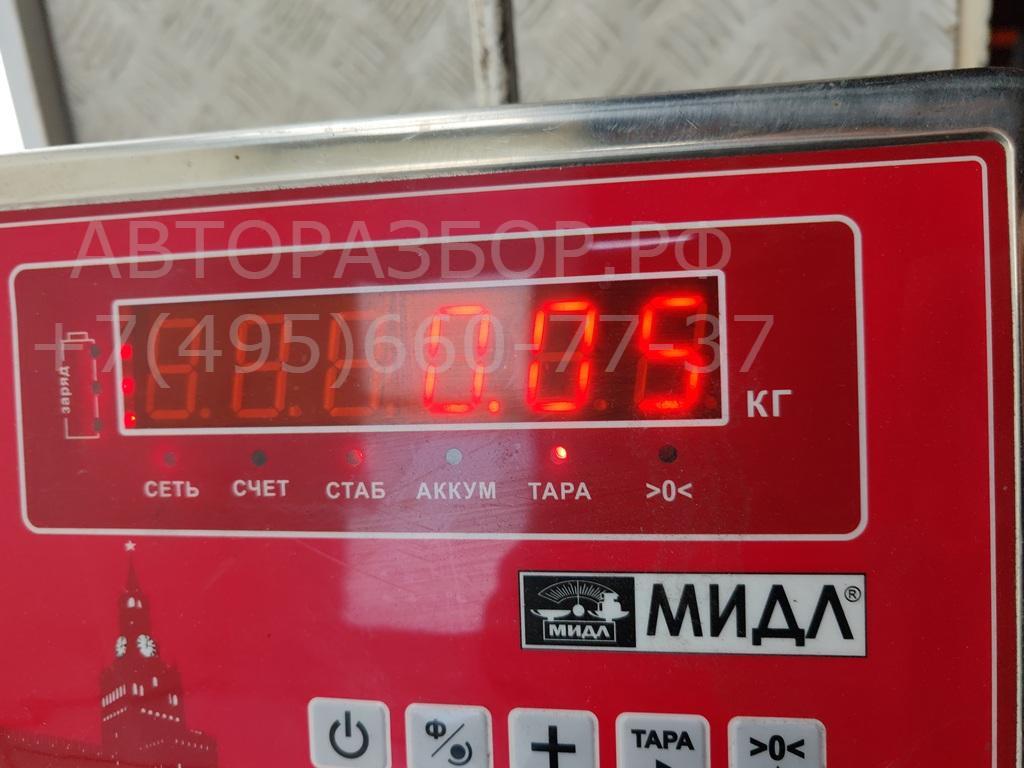 АВТОРАЗБОР.РФ
+7(495)660-77-37
заряд
0.05
КГ
СЕТЬ СЧЕТ СТАБ АККУМ ТАРА >0<
МИДЛ МИДЛ®
Ф/ + ТАРА >0<